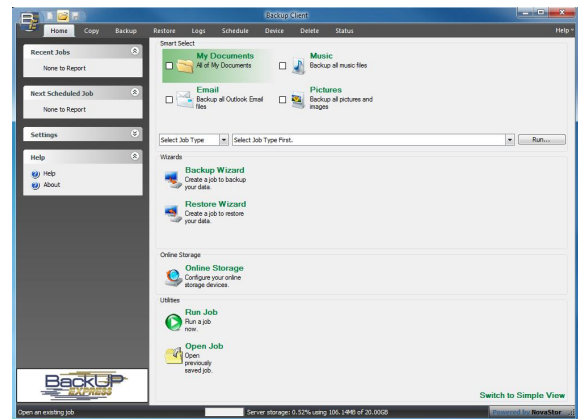 Backup Client
Home Copy Backup Restore Logs Schedule Device Delete Status Help
Recent Jobs
None to Report
Next Scheduled Job
None to Report
Settings
Help
Help
About
BackUP
EXPRESS
Smart Select
My Documents
All of My Documents
Music
Backup all music files
Email
Backup all Outlook Email
files
Pictures
Backup all pictures and
images
Select Job Type Select Job Type First. Run...
Wizards
Backup Wizard
Create a job to backup
your data.
Restore Wizard
Create a job to restore
your data.
Online Storage
Online Storage
Configure your online
storage devices.
Utilities
Run Job
Run a job
now.
Open Job
Open
previously
saved job.
Switch to Simple View
Open an existing job Server storage: 0.52% using 106.14MB of 20.00GB Powered by NovaStor